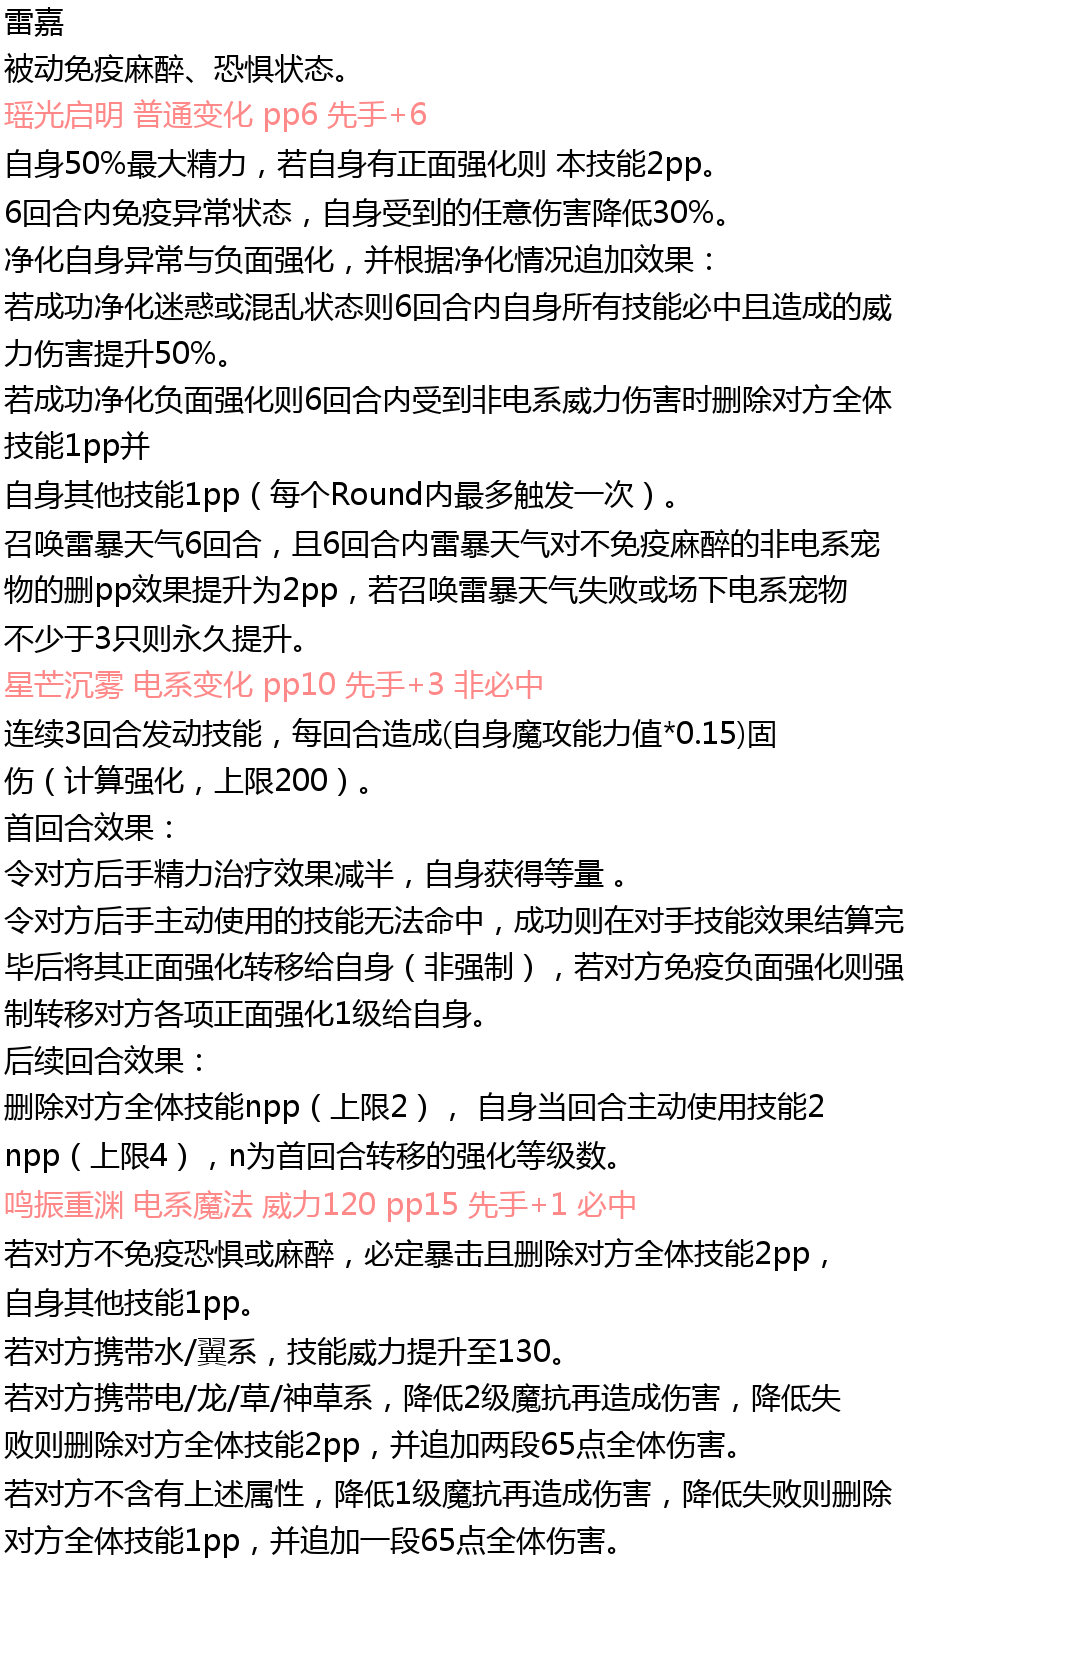 雷嘉
被动免疫麻醉、恐惧状态。
瑶光启明 普通变化 pp6 先手+6
自身50%最大精力，若自身有正面强化则 本技能2pp。
6回合内免疫异常状态，自身受到的任意伤害降低30%。
净化自身异常与负面强化，并根据净化情况追加效果：
若成功净化迷惑或混乱状态则6回合内自身所有技能必中且造成的威
力伤害提升50%。
若成功净化负面强化则6回合内受到非电系威力伤害时删除对方全体
技能1pp并
自身其他技能1pp（每个Round内最多触发一次）。
召唤雷暴天气6回合，且6回合内雷暴天气对不免疫麻醉的非电系宠
物的删pp效果提升为2pp，若召唤雷暴天气失败或场下电系宠物
不少于3只则永久提升。
星芒沉雾 电系变化 pp10 先手+3 非必中
连续3回合发动技能，每回合造成(自身魔攻能力值*0.15)固
伤（计算强化，上限200）。
首回合效果：
令对方后手精力治疗效果减半，自身获得等量 。
令对方后手主动使用的技能无法命中，成功则在对手技能效果结算完
毕后将其正面强化转移给自身（非强制），若对方免疫负面强化则强
制转移对方各项正面强化1级给自身。
后续回合效果：
删除对方全体技能npp（上限2）， 自身当回合主动使用技能2
npp（上限4），n为首回合转移的强化等级数。
鸣振重渊 电系魔法 威力120 pp15 先手+1 必中
若对方不免疫恐惧或麻醉，必定暴击且删除对方全体技能2pp，
自身其他技能1pp。
若对方携带水/翼系，技能威力提升至130。
若对方携带电/龙/草/神草系，降低2级魔抗再造成伤害，降低失
败则删除对方全体技能2pp，并追加两段65点全体伤害。
若对方不含有上述属性，降低1级魔抗再造成伤害，降低失败则删除
对方全体技能1pp，并追加一段65点全体伤害。